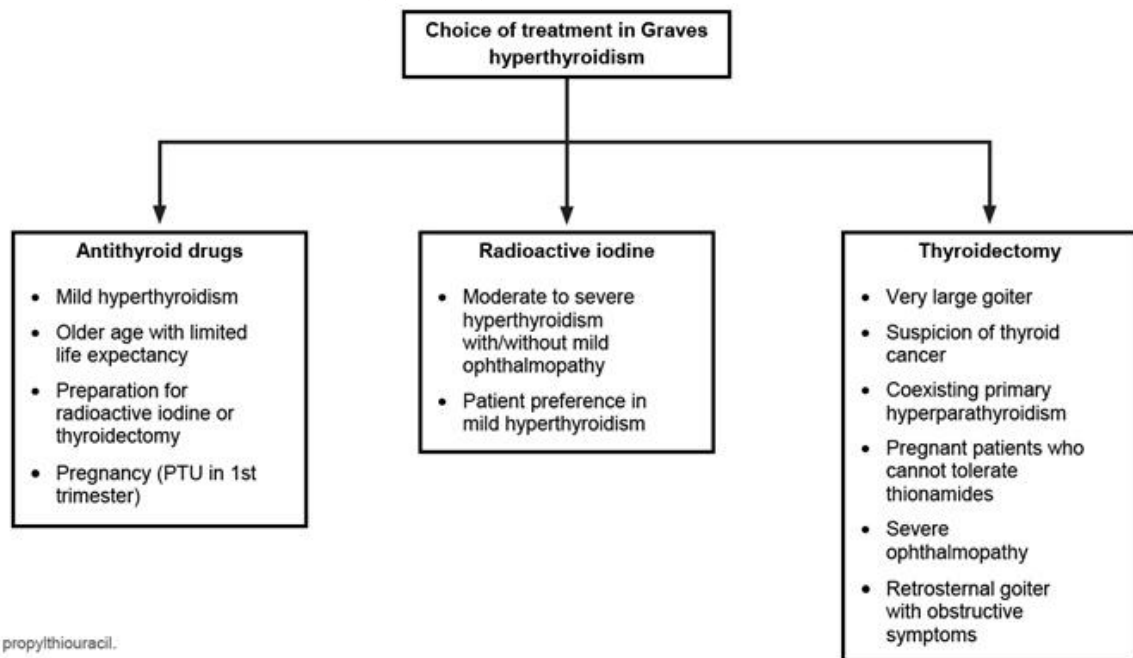 Choice of treatment in Graves
hyperthyroidism
Antithyroid drugs
• Mild hyperthyroidism
• Older age with limited
life expectancy
• Preparation for
radioactive iodine or
thyroidectomy
• Pregnancy (PTU in 1st
trimester)
Radioactive iodine
• Moderate to severe
hyperthyroidism
with/without mild
ophthalmopathy
• Patient preference in
mild hyperthyroidism
Thyroidectomy
• Very large goiter
• Suspicion of thyroid
cancer
• Coexisting primary
hyperparathyroidism
• Pregnant patients who
cannot tolerate
thionamides
• Severe
ophthalmopathy
• Retrosternal goiter
with obstructive
symptoms
propylthiouracil.